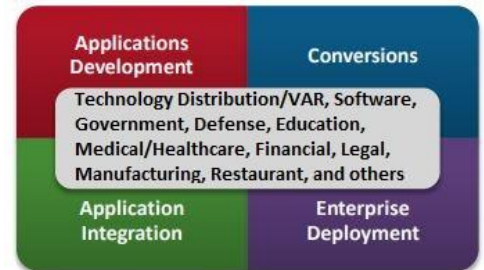 Applications
Development
Conversions
Technology Distribution/VAR, Software,
Government, Defense, Education,
Medical/Healthcare, Financial, Legal,
Manufacturing, Restaurant, and others
Application
Integration
Enterprise
Deployment